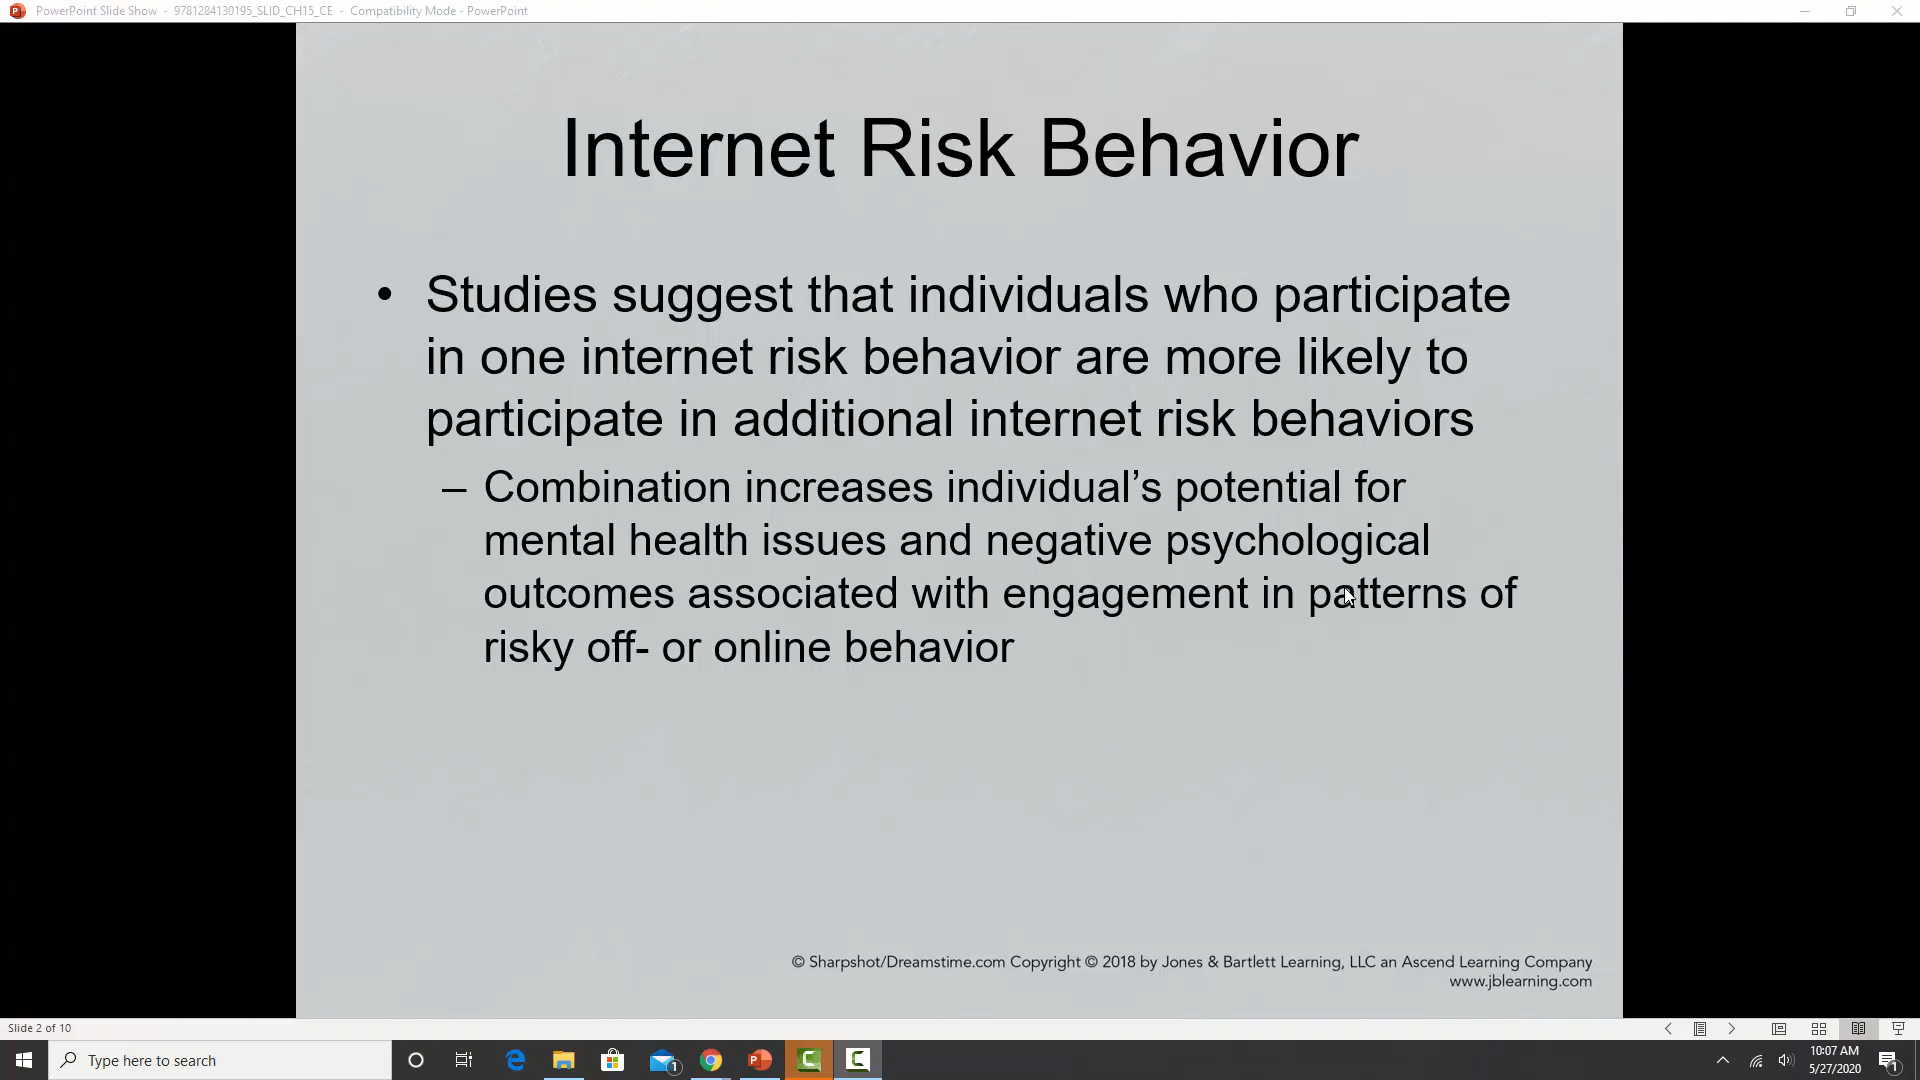 PowerPoint Slide Show - 9781284130195_SLID_CH15_CE - Compatibility Mode - PowerPoint
Internet Risk Behavior
• Studies suggest that individuals who participate
in one internet risk behavior are more likely to
participate in additional internet risk behaviors
– Combination increases individual’s potential for
mental health issues and negative psychological
outcomes associated with engagement in patterns of
risky off- or online behavior
© Sharpshot/Dreamstime.com Copyright © 2018 by Jones & Bartlett Learning, LLC an Ascend Learning Company
www.jblearning.com
Slide 2 of 10
Type here to search
1
10:07 AM
5/27/2020
1